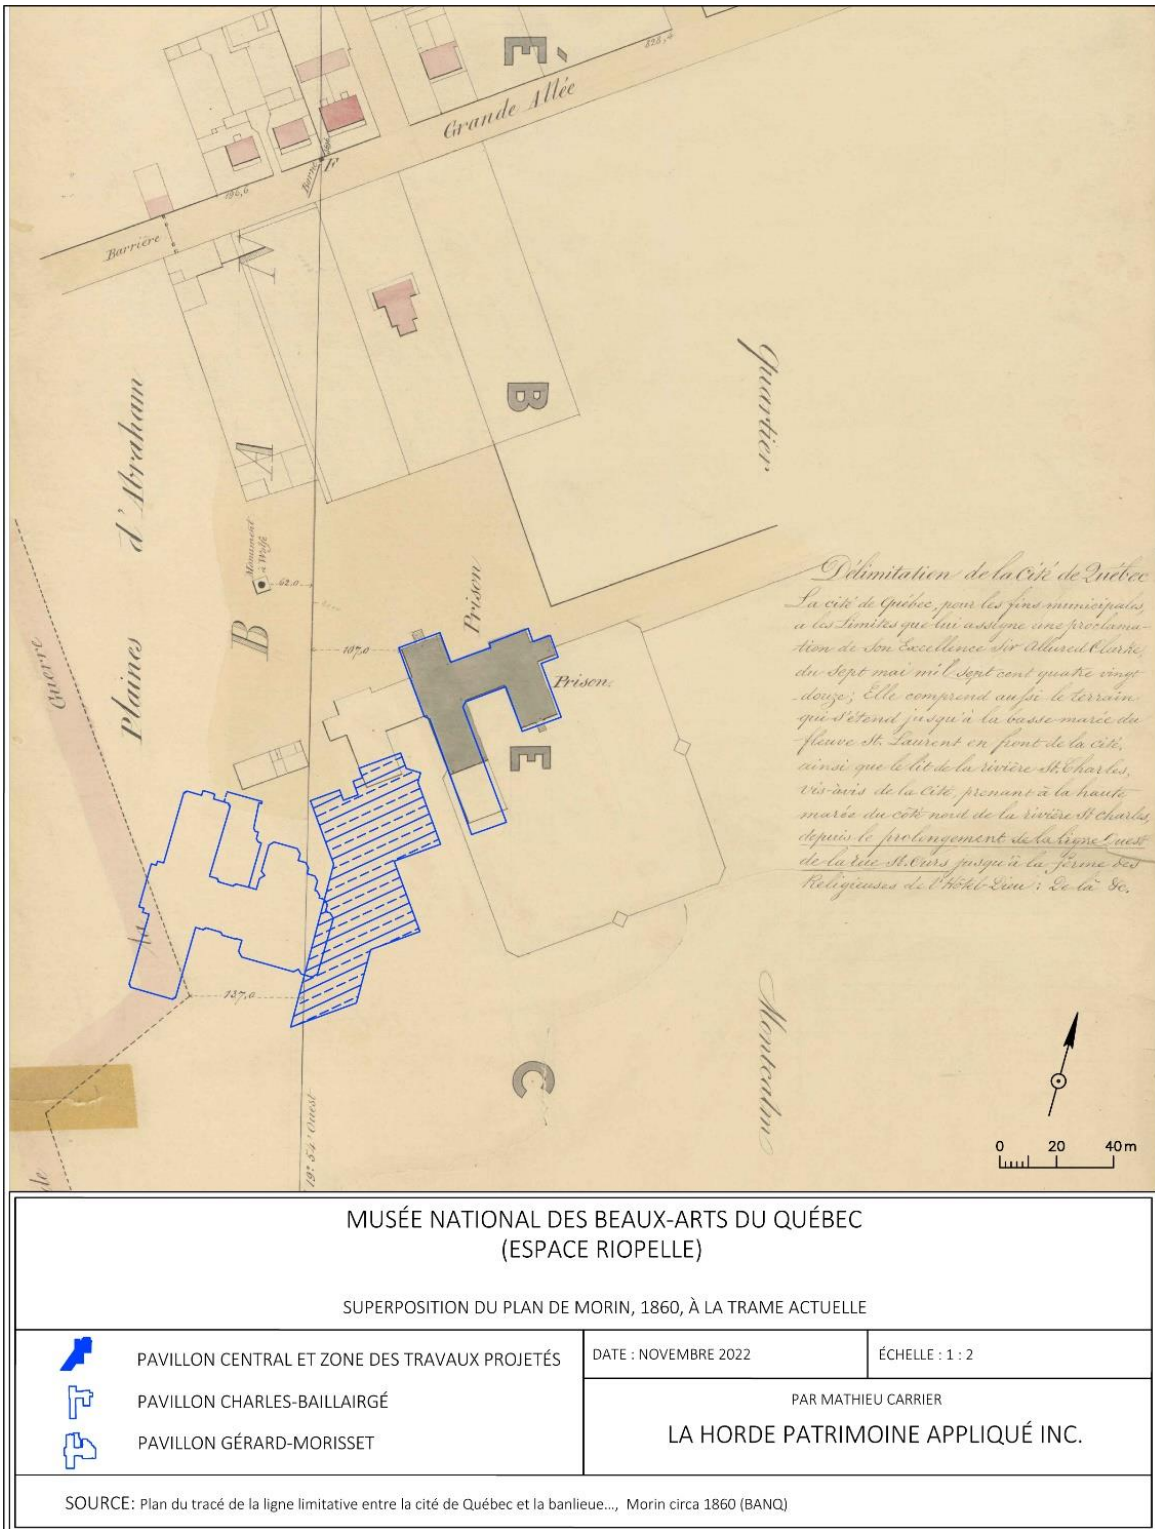 É
Grande Allée
Borne
F
Barrière
A
B
Quartier
Plaines d'Abraham
A
B
Monument
à Wolfe
62,0
Guerre
Prison
107,0
Prison.
E
Délimitation de la Cité de Québec
La cité de Québec, pour les fins municipales,
a les Limites que lui assigne une proclama-
tion de Son Excellence Sir Allured Clarke,
du Sept mai mil sept cent quatre vingt
douze; Elle comprend aussi le terrain
qui s'étend jusqu'à la basse marée du
fleuve St. Laurent en front de la cité,
ainsi que le lit de la rivière St. Charles,
vis-à-vis de la Cité, prenant à la haute
marée du côté nord de la rivière St Charles,
depuis le prolongement de la ligne Ouest
de la rue St. Ours jusqu'à la ferme des
Religieuses de l'Hôtel-Dieu: De là &c.
137,0
C
Montcalm
19° 54' Ouest
de
0 20 40 m
MUSÉE NATIONAL DES BEAUX-ARTS DU QUÉBEC
(ESPACE RIOPELLE)
SUPERPOSITION DU PLAN DE MORIN, 1860, À LA TRAME ACTUELLE
PAVILLON CENTRAL ET ZONE DES TRAVAUX PROJETÉS
PAVILLON CHARLES-BAILLAIRGÉ
PAVILLON GÉRARD-MORISSET
DATE : NOVEMBRE 2022
ÉCHELLE : 1 : 2
PAR MATHIEU CARRIER
LA HORDE PATRIMOINE APPLIQUÉ INC.
SOURCE: Plan du tracé de la ligne limitative entre la cité de Québec et la banlieue..., Morin circa 1860 (BANQ)